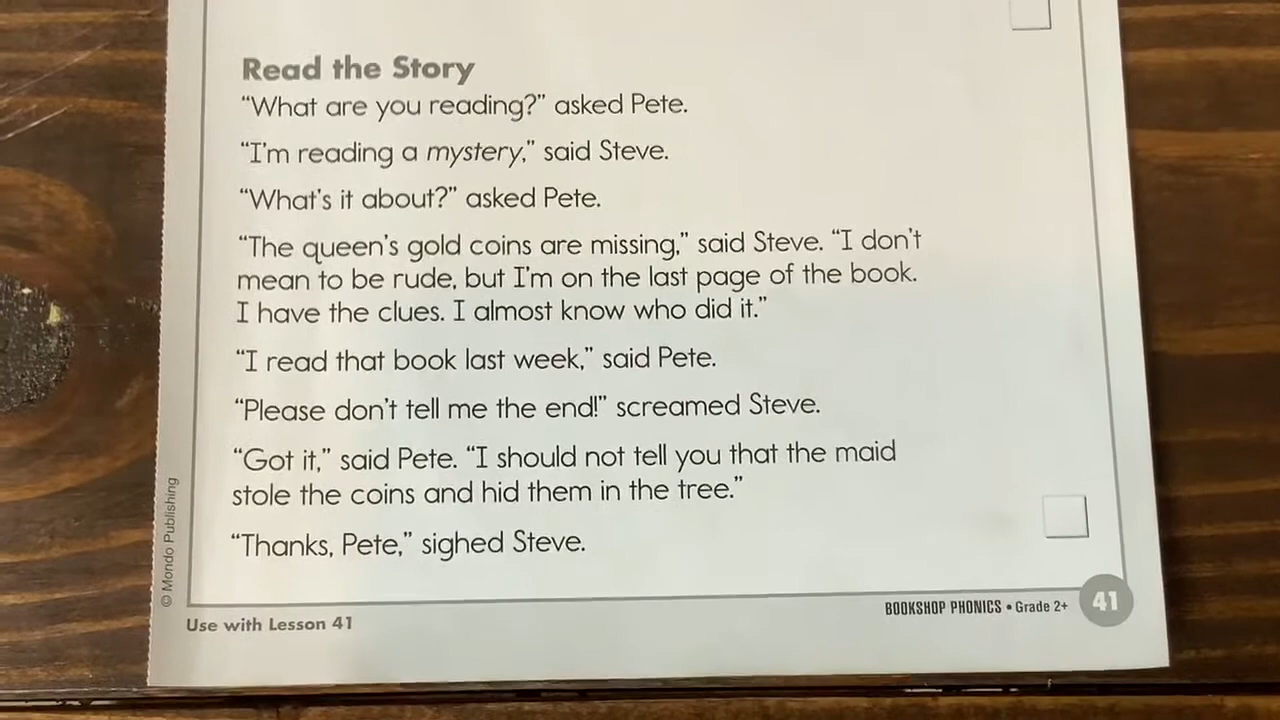 Read the Story
“What are you reading?” asked Pete.
“I’m reading a mystery,” said Steve.
“What’s it about?” asked Pete.
“The queen’s gold coins are missing,” said Steve. “I don’t
mean to be rude, but I’m on the last page of the book.
I have the clues. I almost know who did it.”
“I read that book last week,” said Pete.
“Please don’t tell me the end!” screamed Steve.
“Got it,” said Pete. “I should not tell you that the maid
stole the coins and hid them in the tree.”
“Thanks, Pete,” sighed Steve.
© Mondo Publishing
Use with Lesson 41
BOOKSHOP PHONICS • Grade 2+
41